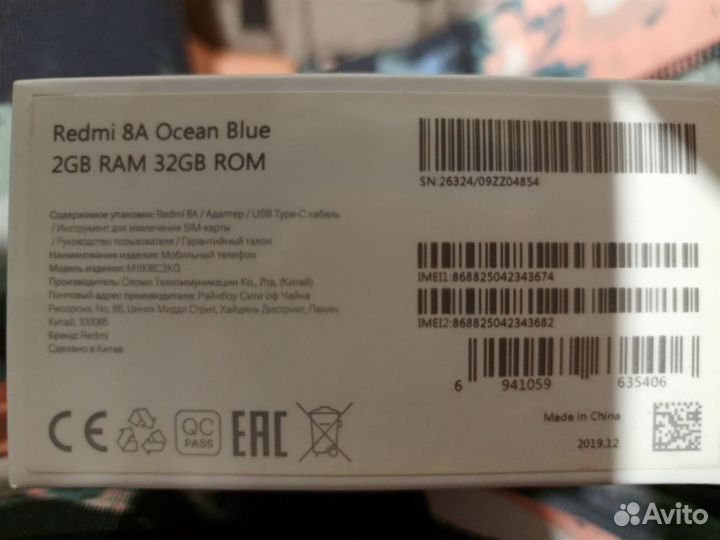 Redmi 8A Ocean Blue
2GB RAM 32GB ROM
SN:26324/09ZZ04854
Содержимое упаковки: Redmi 8A / Адаптер / USB Type-C кабель
/ Инструмент для извлечения SIM-карты
/ Руководство пользователя / Гарантийный талон
Наименование изделия: Мобильный телефон
Модель изделия: M1908C3KG
Производитель: Сяоми Техкоммуникации Ко., Лтд. (Китай)
Почтовый адрес производителя: Рэйнбоу Сити оф Чайна
Рисорсиз, No. 68, Цинхэ Миддл Стрит, Хайдянь Дистрикт, Пекин,
Китай, 100085
Бренд: Redmi
Сделано в Китае
IMEI1:868825042343674
IMEI2:868825042343682
6 941059 635406
Made in China
2019.12
CE
QC
PASS
EAC
Avito